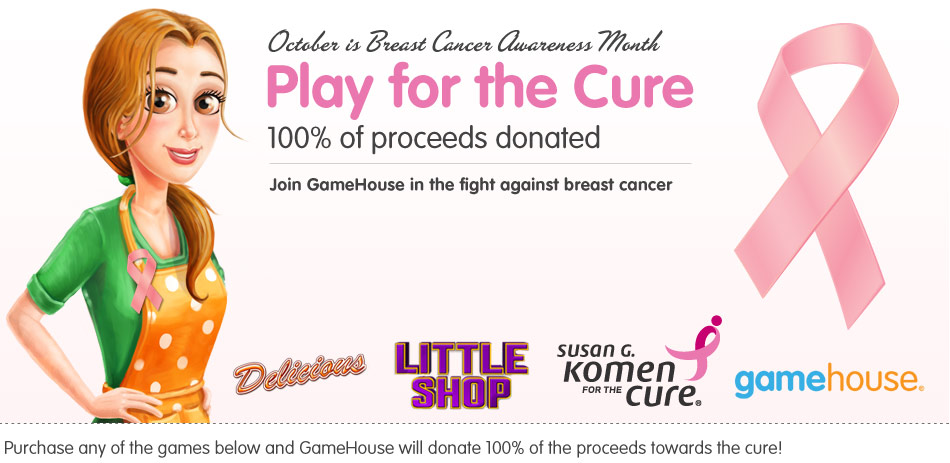 October is Breast Cancer Awareness Month
Play for the Cure
100% of proceeds donated
Join GameHouse in the fight against breast cancer
Delicious
LITTLE
SHOP
susan G.
komen
FOR THE
cure®
gamehouse®
Purchase any of the games below and GameHouse will donate 100% of the proceeds towards the cure!